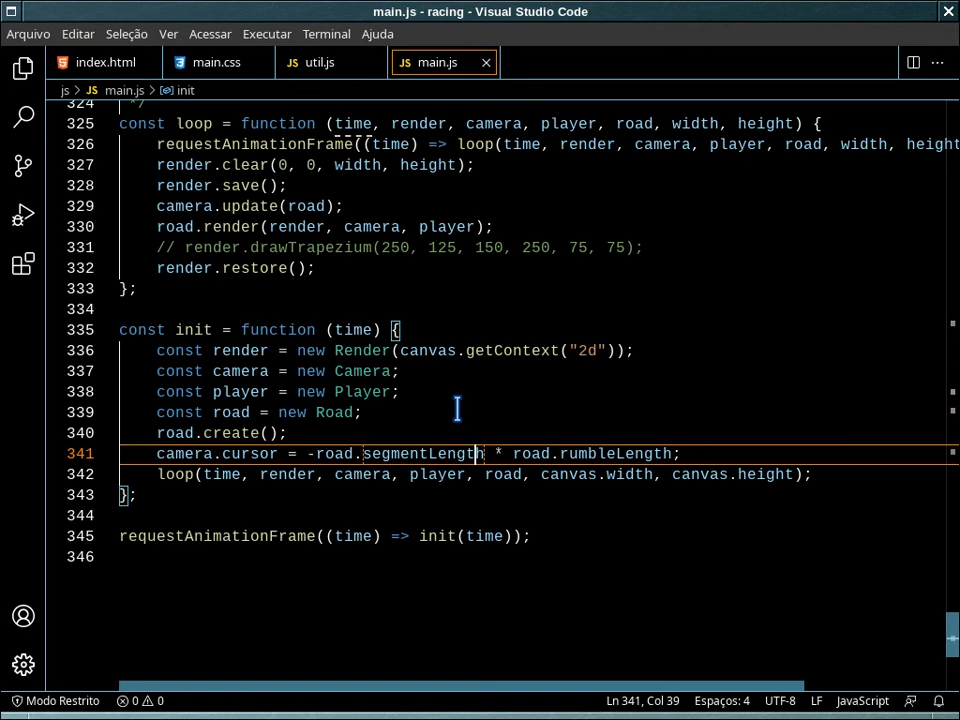 main.js - racing - Visual Studio Code
Arquivo Editar Seleção Ver Acessar Executar Terminal Ajuda
index.html main.css JS util.js JS main.js
js > JS main.js > init
324 */
325 const loop = function (time, render, camera, player, road, width, height) {
326 requestAnimationFrame((time) => loop(time, render, camera, player, road, width, height
327 render.clear(0, 0, width, height);
328 render.save();
329 camera.update(road);
330 road.render(render, camera, player);
331 // render.drawTrapezium(250, 125, 150, 250, 75, 75);
332 render.restore();
333 };
334
335 const init = function (time) {
336 const render = new Render(canvas.getContext("2d"));
337 const camera = new Camera;
338 const player = new Player;
339 const road = new Road;
340 road.create();
341 camera.cursor = -road.segmentLength * road.rumbleLength;
342 loop(time, render, camera, player, road, canvas.width, canvas.height);
343 };
344
345 requestAnimationFrame((time) => init(time));
346
Modo Restrito 0 0 Ln 341, Col 39 Espaços: 4 UTF-8 LF JavaScript